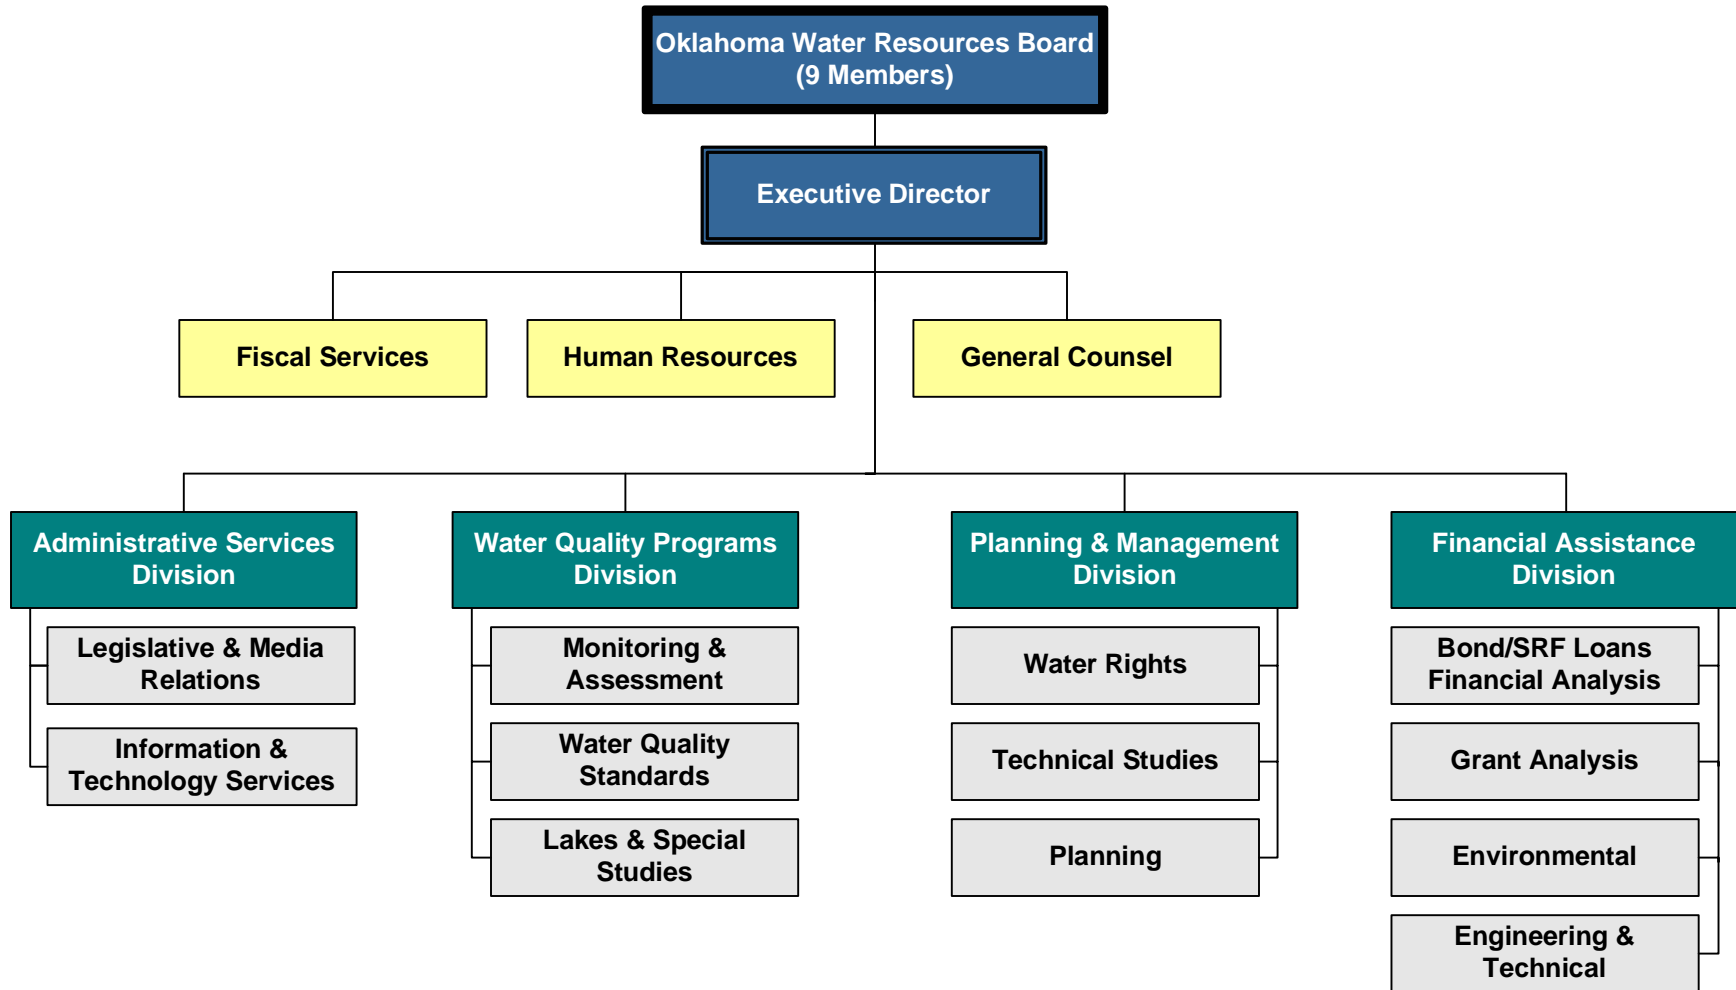 Oklahoma Water Resources Board
(9 Members)
Executive Director
Fiscal Services
Human Resources
General Counsel
Administrative Services
Division
Legislative & Media
Relations
Information &
Technology Services
Water Quality Programs
Division
Monitoring &
Assessment
Water Quality
Standards
Lakes & Special
Studies
Planning & Management
Division
Water Rights
Technical Studies
Planning
Financial Assistance
Division
Bond/SRF Loans
Financial Analysis
Grant Analysis
Environmental
Engineering &
Technical